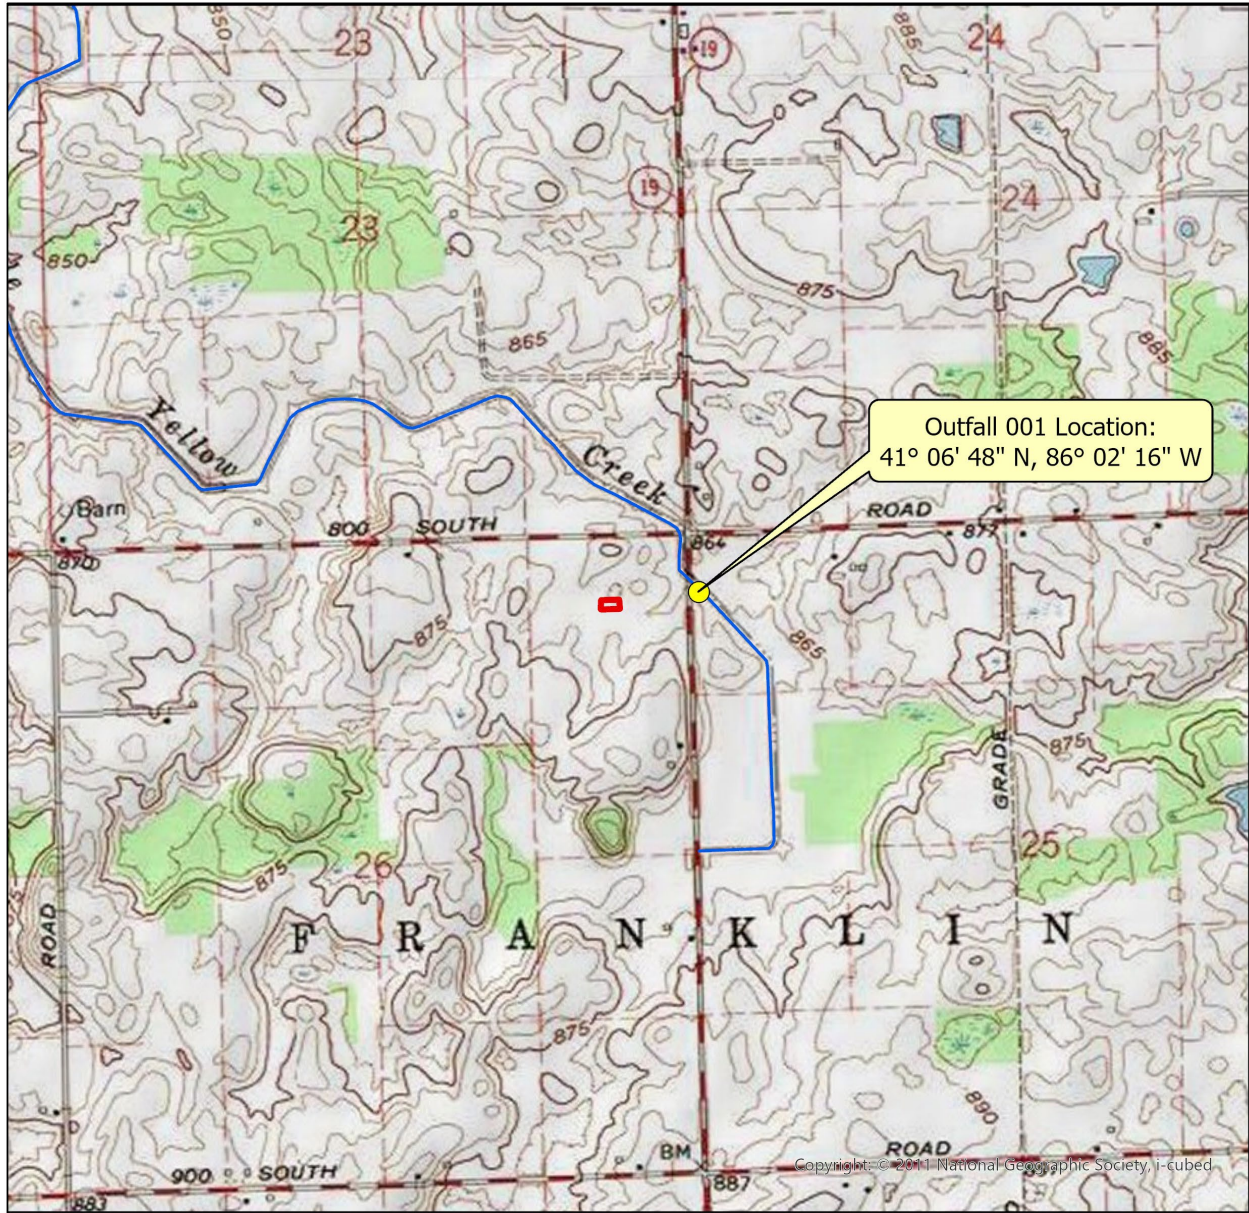 850
23
885
24
19
19
24
23
850
875
865
885
Outfall 001 Location:
41° 06' 48" N, 86° 02' 16" W
Yellow
Creek
Barn
800 SOUTH
ROAD
864
877
870
875
865
GRADE
875
875
26
25
ROAD
FRANKLIN
875
890
BM
ROAD
Copyright: © 2011 National Geographic Society, i-cubed
900 SOUTH
887
883